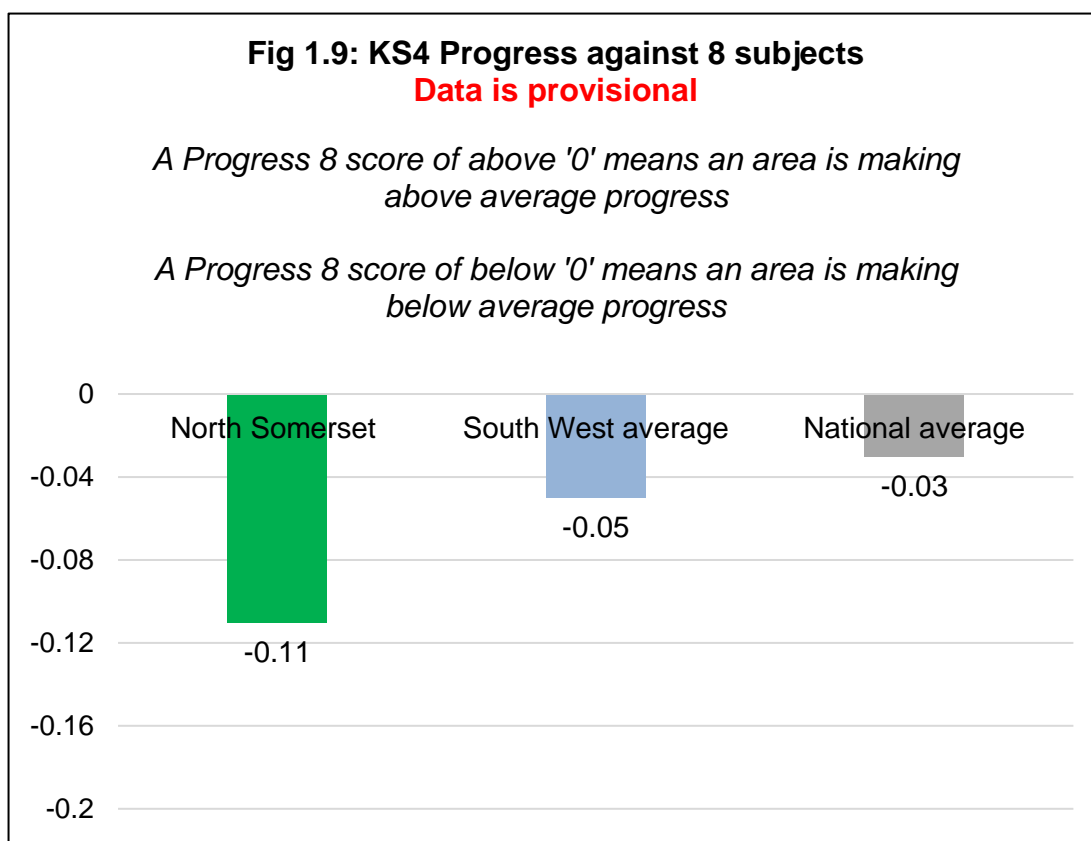 Fig 1.9: KS4 Progress against 8 subjects
Data is provisional
A Progress 8 score of above '0' means an area is making
above average progress
A Progress 8 score of below '0' means an area is making
below average progress
0
North Somerset
South West average
National average
-0.04
-0.03
-0.05
-0.08
-0.12
-0.11
-0.16
-0.2